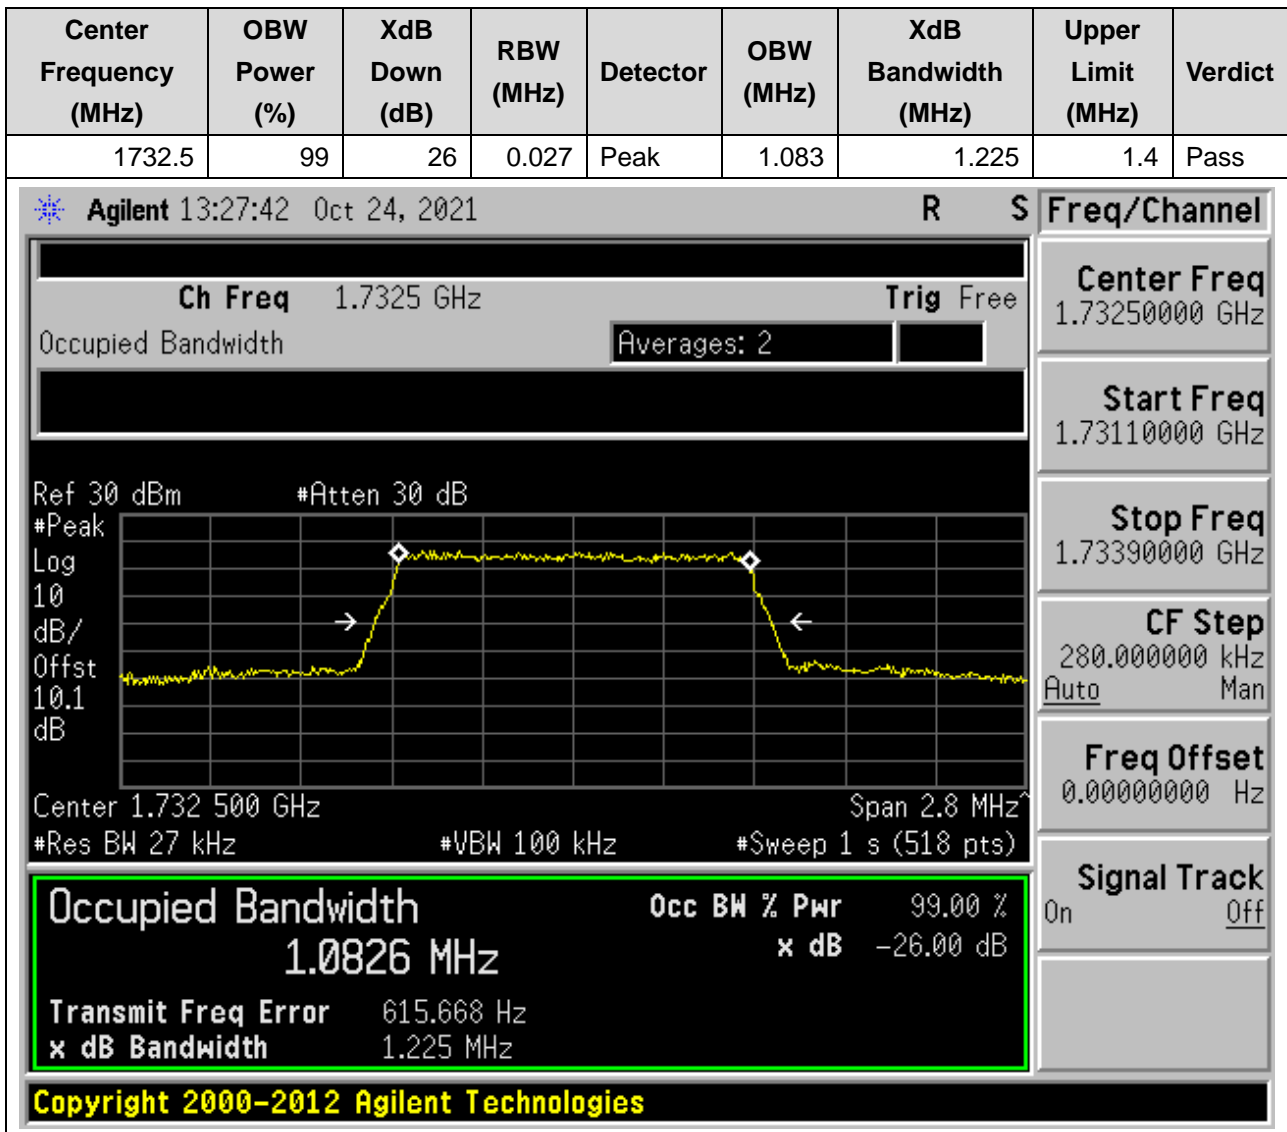 Center Frequency (MHz) OBW Power (%) XdB Down (dB) RBW (MHz) Detector OBW (MHz) XdB Bandwidth (MHz) Upper Limit (MHz) Verdict
1732.5 99 26 0.027 Peak 1.083 1.225 1.4 Pass
Agilent 13:27:42 Oct 24, 2021 R S Freq/Channel
Ch Freq 1.7325 GHz Trig Free
Occupied Bandwidth Averages: 2
Center Freq
1.73250000 GHz
Start Freq
1.73110000 GHz
Stop Freq
1.73390000 GHz
CF Step
280.000000 kHz
Auto Man
Freq Offset
0.00000000 Hz
Signal Track
On Off
Ref 30 dBm #Atten 30 dB
#Peak
Log
10
dB/
Offst
10.1
dB
Center 1.732 500 GHz Span 2.8 MHz^
#Res BW 27 kHz #VBW 100 kHz #Sweep 1 s (518 pts)
Occupied Bandwidth Occ BW % Pwr 99.00 %
1.0826 MHz x dB -26.00 dB
Transmit Freq Error 615.668 Hz
x dB Bandwidth 1.225 MHz
Copyright 2000-2012 Agilent Technologies